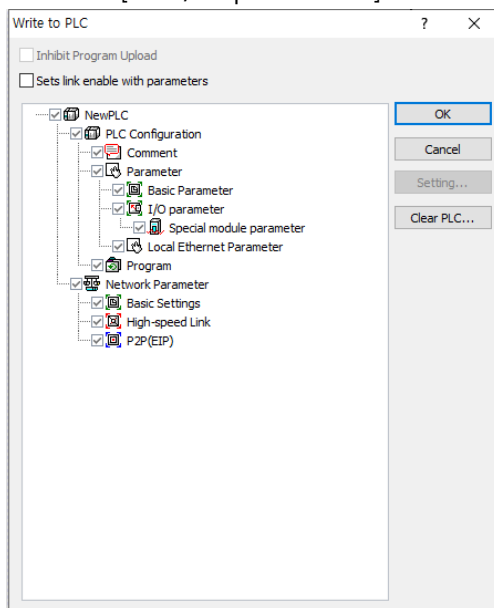 Write to PLC ? ×
Inhibit Program Upload
Sets link enable with parameters
NewPLC
PLC Configuration
Comment
Parameter
Basic Parameter
I/O parameter
Special module parameter
Local Ethernet Parameter
Program
Network Parameter
Basic Settings
High-speed Link
P2P(EIP)
OK
Cancel
Setting...
Clear PLC...